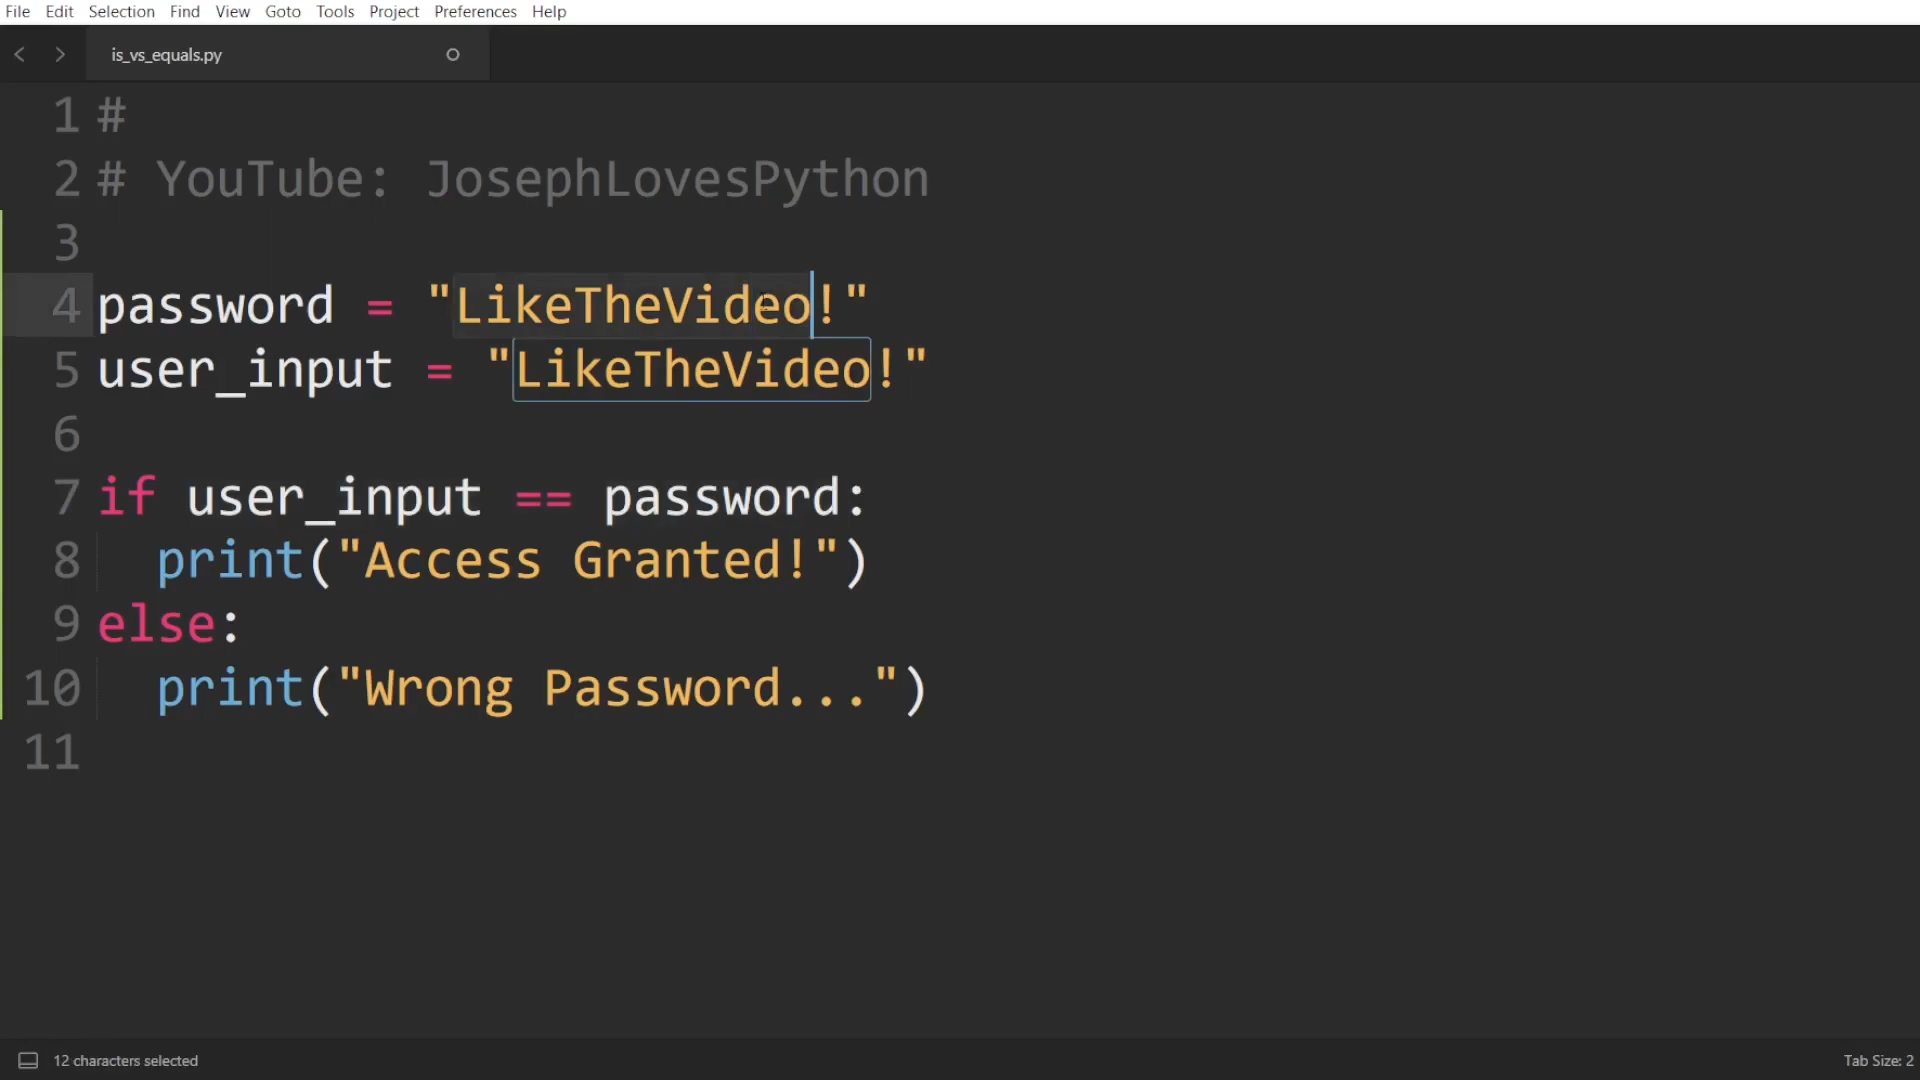 File Edit Selection Find View Goto Tools Project Preferences Help
is_vs_equals.py
1 #
2 # YouTube: JosephLovesPython
3
4 password = "LikeTheVideo!"
5 user_input = "LikeTheVideo!"
6
7 if user_input == password:
8   print("Access Granted!")
9 else:
10   print("Wrong Password...")
11
12 characters selected Tab Size: 2